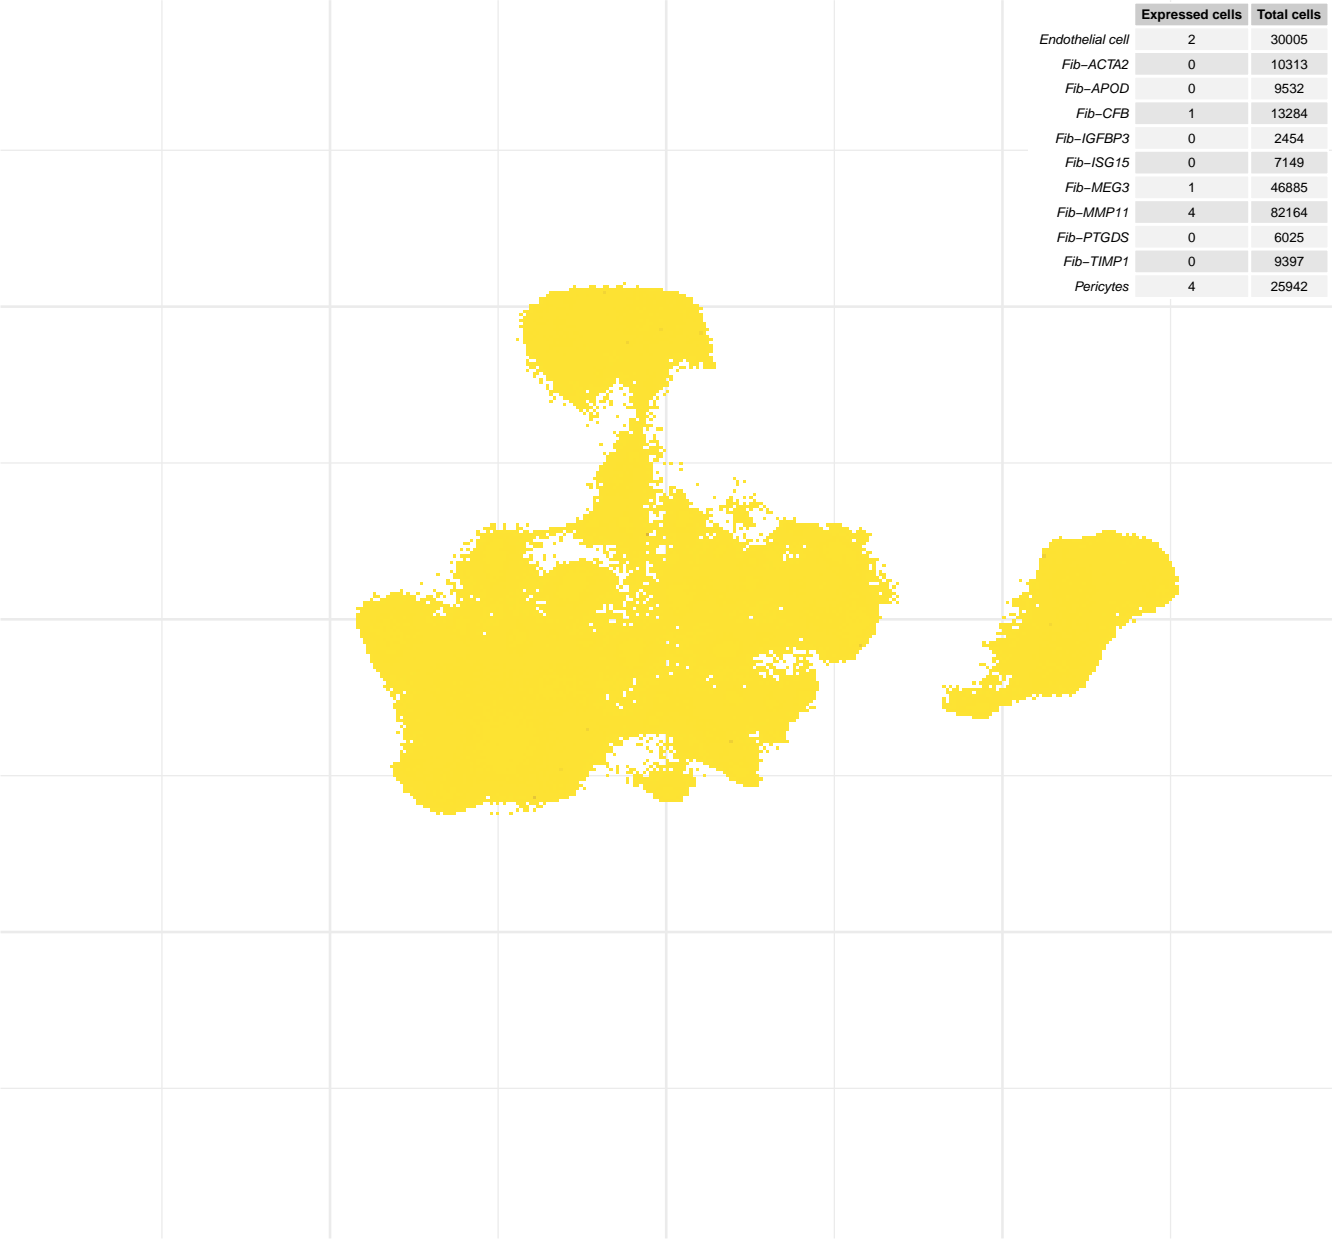 Expressed cells Total cells
Endothelial cell 2 30005
Fib−ACTA2 0 10313
Fib−APOD 0 9532
Fib−CFB 1 13284
Fib−IGFBP3 0 2454
Fib−ISG15 0 7149
Fib−MEG3 1 46885
Fib−MMP11 4 82164
Fib−PTGDS 0 6025
Fib−TIMP1 0 9397
Pericytes 4 25942